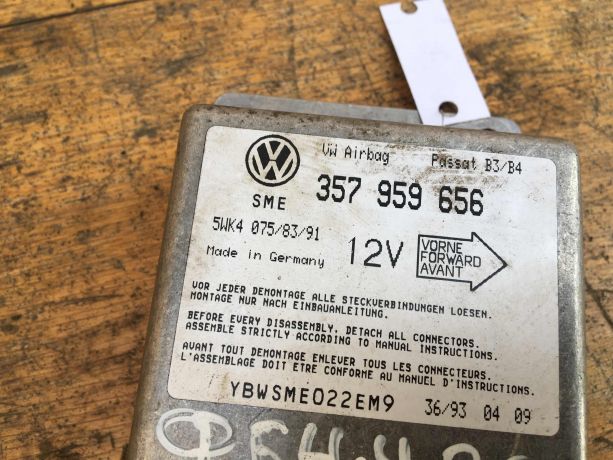 VW Airbag Passat B3/B4
SME 357 959 656
5WK4 075/83/91
Made in Germany 12V
VORNE
FORWARD
AVANT
VOR JEDER DEMONTAGE ALLE STECKVERBINDUNGEN LOESEN.
MONTAGE NUR NACH EINBAUANLEITUNG.
BEFORE EVERY DISASSEMBLY, DETACH ALL CONNECTORS.
ASSEMBLE STRICTLY ACCORDING TO MANUAL INSTRUCTIONS.
AVANT TOUT DEMONTAGE ENLEVER TOUS LES CONNECTEURS.
L'ASSEMBLAGE DOIT ETRE CONFORME AU MANUEL D'INSTRUCTIONS.
YBWSME022EM9 36/93 04 09